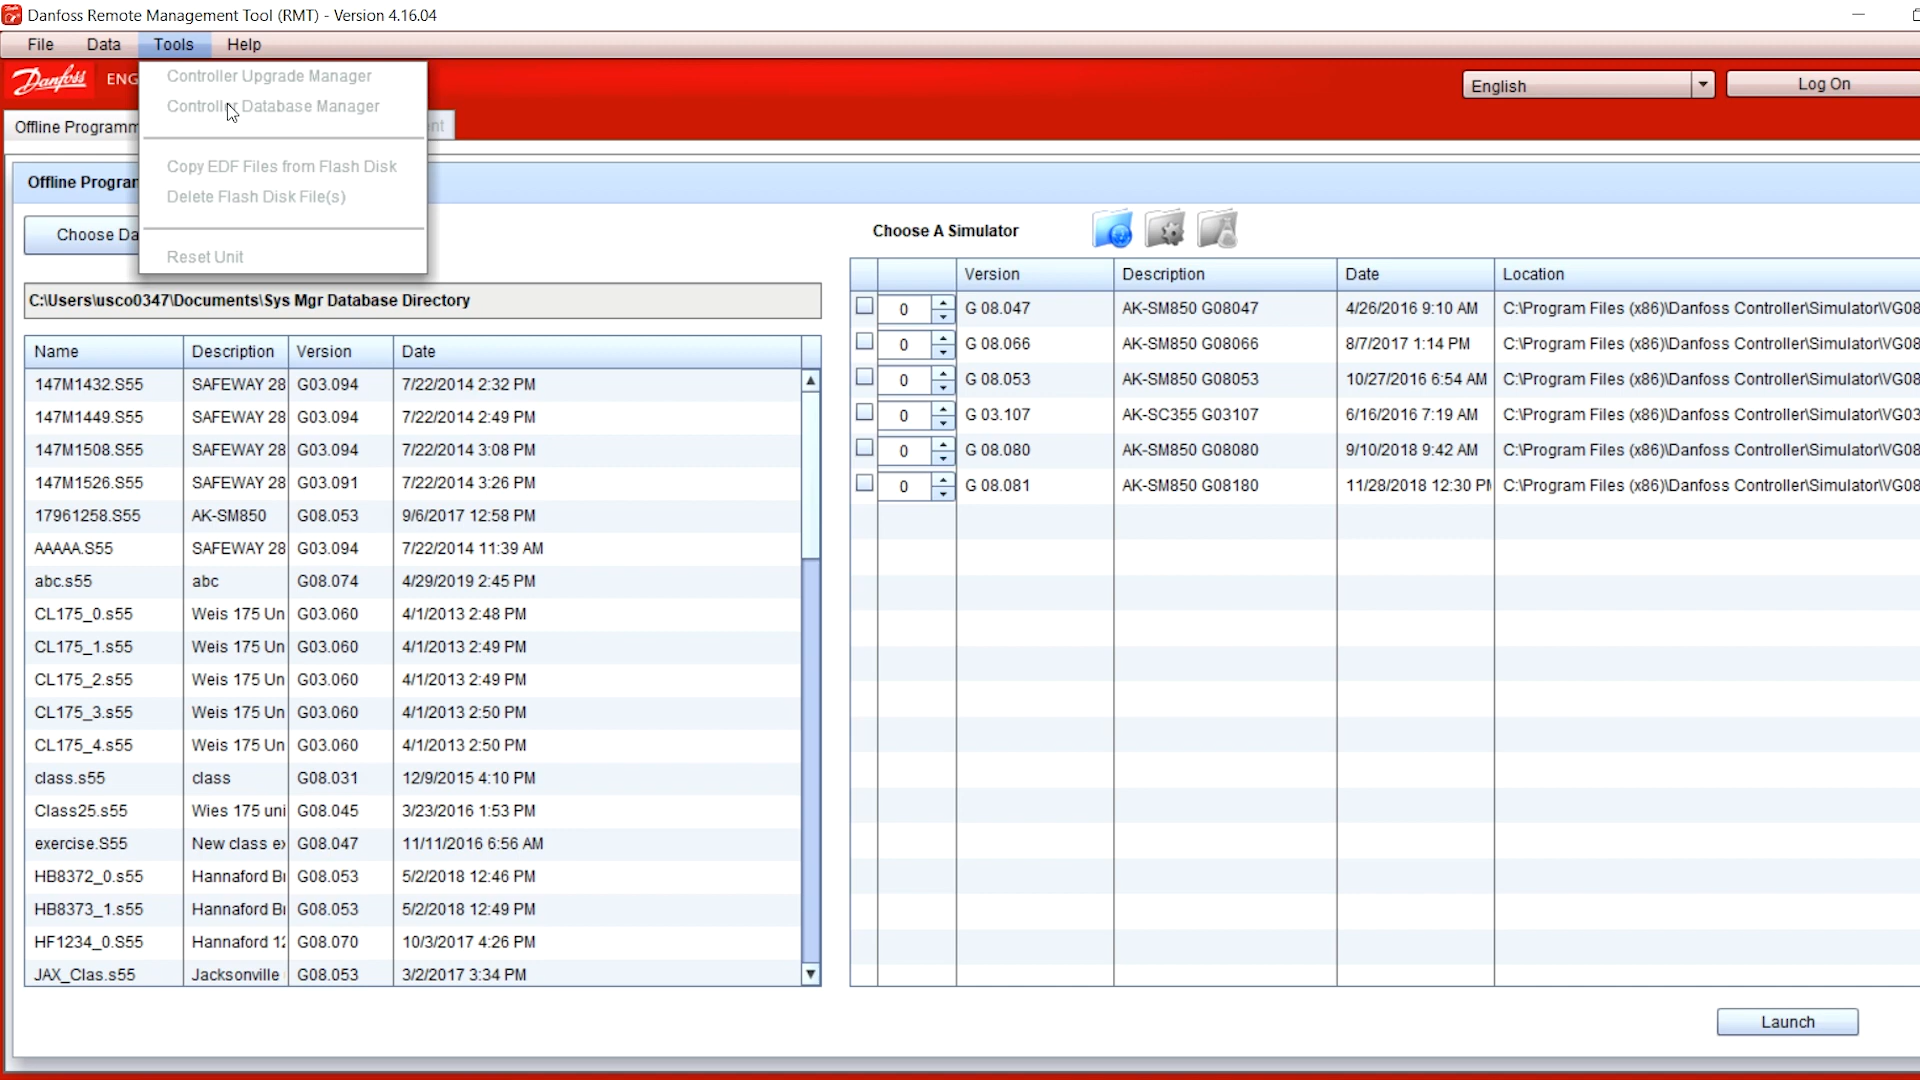 Danfoss Remote Management Tool (RMT) - Version 4.16.04
File Data Tools Help
Danfoss ENG
English
Log On
Controller Upgrade Manager
Controller Database Manager
Copy EDF Files from Flash Disk
Delete Flash Disk File(s)
Reset Unit
Offline Programm
nt
Offline Progran
Choose Da
Choose A Simulator
C:\Users\usco0347\Documents\Sys Mgr Database Directory
Name Description Version Date
147M1432.S55 SAFEWAY 28 G03.094 7/22/2014 2:32 PM
147M1449.S55 SAFEWAY 28 G03.094 7/22/2014 2:49 PM
147M1508.S55 SAFEWAY 28 G03.094 7/22/2014 3:08 PM
147M1526.S55 SAFEWAY 28 G03.091 7/22/2014 3:26 PM
17961258.S55 AK-SM850 G08.053 9/6/2017 12:58 PM
AAAAA.S55 SAFEWAY 28 G03.094 7/22/2014 11:39 AM
abc.s55 abc G08.074 4/29/2019 2:45 PM
CL175_0.s55 Weis 175 Un G03.060 4/1/2013 2:48 PM
CL175_1.s55 Weis 175 Un G03.060 4/1/2013 2:49 PM
CL175_2.s55 Weis 175 Un G03.060 4/1/2013 2:49 PM
CL175_3.s55 Weis 175 Un G03.060 4/1/2013 2:50 PM
CL175_4.s55 Weis 175 Un G03.060 4/1/2013 2:50 PM
class.s55 class G08.031 12/9/2015 4:10 PM
Class25.s55 Wies 175 uni G08.045 3/23/2016 1:53 PM
exercise.S55 New class ex G08.047 11/11/2016 6:56 AM
HB8372_0.s55 Hannaford Br G08.053 5/2/2018 12:46 PM
HB8373_1.s55 Hannaford Br G08.053 5/2/2018 12:49 PM
HF1234_0.S55 Hannaford 12 G08.070 10/3/2017 4:26 PM
JAX_Clas.s55 Jacksonville G08.053 3/2/2017 3:34 PM
Version Description Date Location
0 G 08.047 AK-SM850 G08047 4/26/2016 9:10 AM C:\Program Files (x86)\Danfoss Controller\Simulator\VG08
0 G 08.066 AK-SM850 G08066 8/7/2017 1:14 PM C:\Program Files (x86)\Danfoss Controller\Simulator\VG08
0 G 08.053 AK-SM850 G08053 10/27/2016 6:54 AM C:\Program Files (x86)\Danfoss Controller\Simulator\VG08
0 G 03.107 AK-SC355 G03107 6/16/2016 7:19 AM C:\Program Files (x86)\Danfoss Controller\Simulator\VG03
0 G 08.080 AK-SM850 G08080 9/10/2018 9:42 AM C:\Program Files (x86)\Danfoss Controller\Simulator\VG08
0 G 08.081 AK-SM850 G08180 11/28/2018 12:30 PM C:\Program Files (x86)\Danfoss Controller\Simulator\VG08
Launch